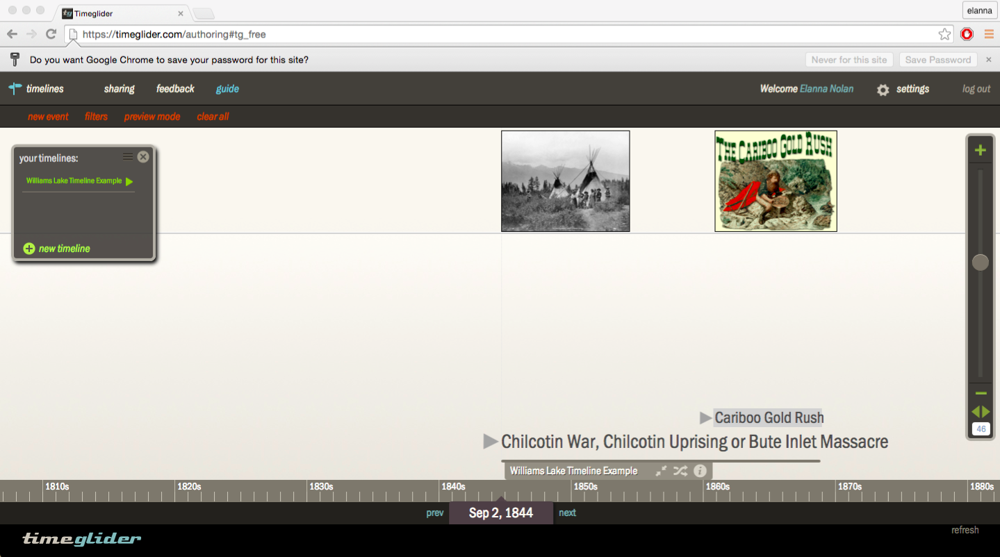 tg Timeglider
elanna
https://timeglider.com/authoring#tg_free
Do you want Google Chrome to save your password for this site?
Never for this site
Save Password
timelines
sharing
feedback
guide
Welcome Elanna Nolan
settings
log out
new event
filters
preview mode
clear all
your timelines:
Williams Lake Timeline Example
new timeline
THE CARIBOO GOLD RUSH
46
Cariboo Gold Rush
Chilcotin War, Chilcotin Uprising or Bute Inlet Massacre
Williams Lake Timeline Example
1810s 1820s 1830s 1840s 1850s 1860s 1870s 1880s
prev
Sep 2, 1844
next
timeglider
refresh